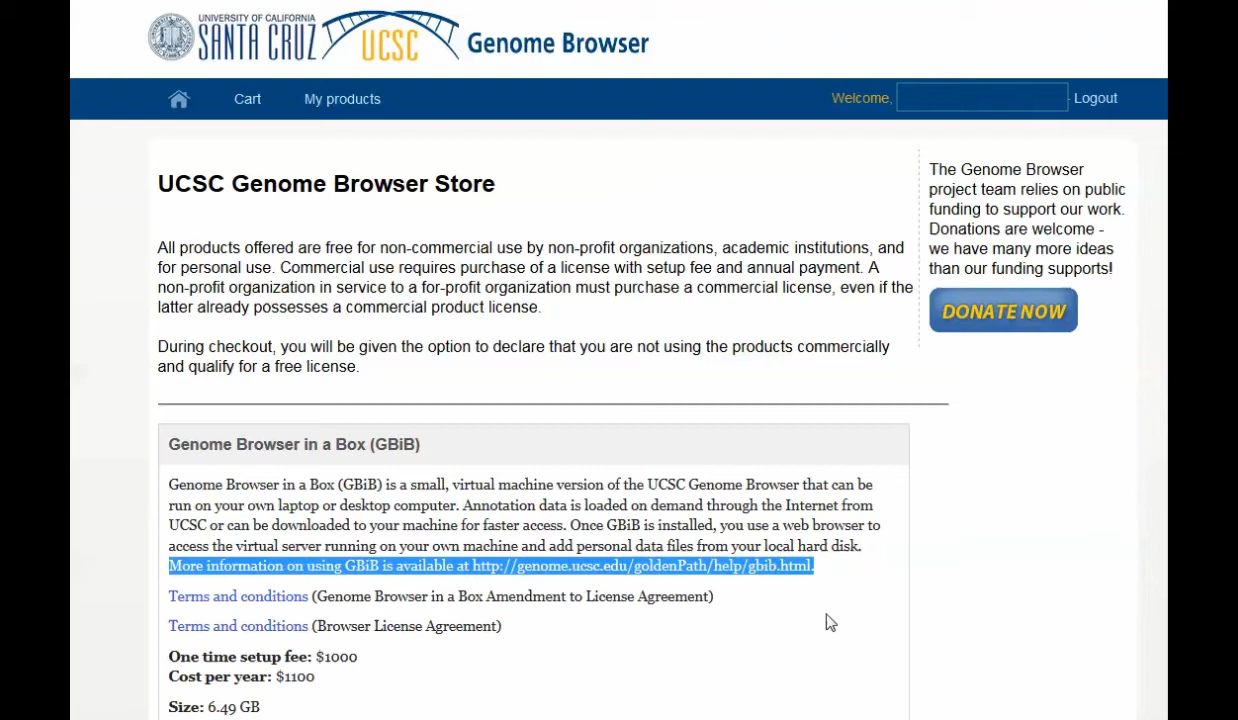 UNIVERSITY OF CALIFORNIA
SANTA CRUZ
UCSC
Genome Browser
Cart
My products
Welcome,
Logout
UCSC Genome Browser Store
All products offered are free for non-commercial use by non-profit organizations, academic institutions, and
for personal use. Commercial use requires purchase of a license with setup fee and annual payment. A
non-profit organization in service to a for-profit organization must purchase a commercial license, even if the
latter already possesses a commercial product license.
During checkout, you will be given the option to declare that you are not using the products commercially
and qualify for a free license.
The Genome Browser
project team relies on public
funding to support our work.
Donations are welcome -
we have many more ideas
than our funding supports!
DONATE NOW
Genome Browser in a Box (GBiB)
Genome Browser in a Box (GBiB) is a small, virtual machine version of the UCSC Genome Browser that can be
run on your own laptop or desktop computer. Annotation data is loaded on demand through the Internet from
UCSC or can be downloaded to your machine for faster access. Once GBiB is installed, you use a web browser to
access the virtual server running on your own machine and add personal data files from your local hard disk.
More information on using GBiB is available at http://genome.ucsc.edu/goldenPath/help/gbib.html.
Terms and conditions (Genome Browser in a Box Amendment to License Agreement)
Terms and conditions (Browser License Agreement)
One time setup fee: $1000
Cost per year: $1100
Size: 6.49 GB